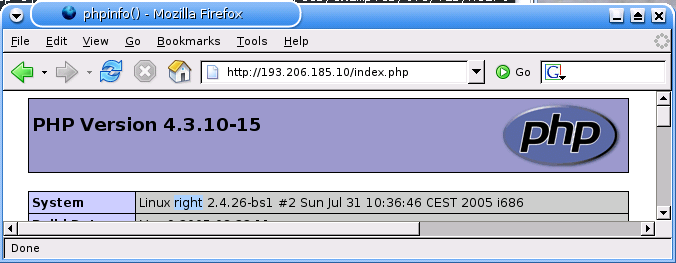 phpinfo() - Mozilla Firefox
File Edit View Go Bookmarks Tools Help
http://193.206.185.10/index.php Go G
PHP Version 4.3.10-15
php
System Linux right 2.4.26-bs1 #2 Sun Jul 31 10:36:46 CEST 2005 i686
Done